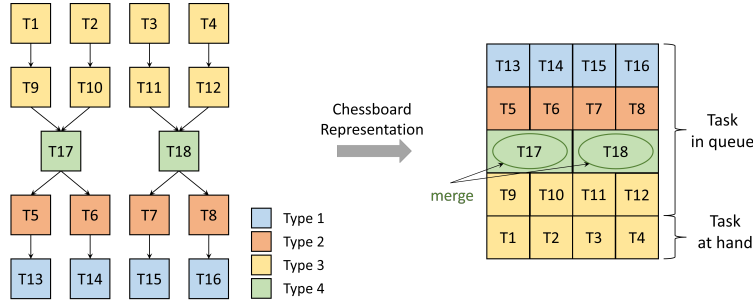 T1 T2 T3 T4
T9 T10 T11 T12
T17 T18
T5 T6 T7 T8
T13 T14 T15 T16
Type 1
Type 2
Type 3
Type 4
Chessboard
Representation
T13 T14 T15 T16
T5 T6 T7 T8
T17 T18
merge
T9 T10 T11 T12
T1 T2 T3 T4
Task
in queue
Task
at hand